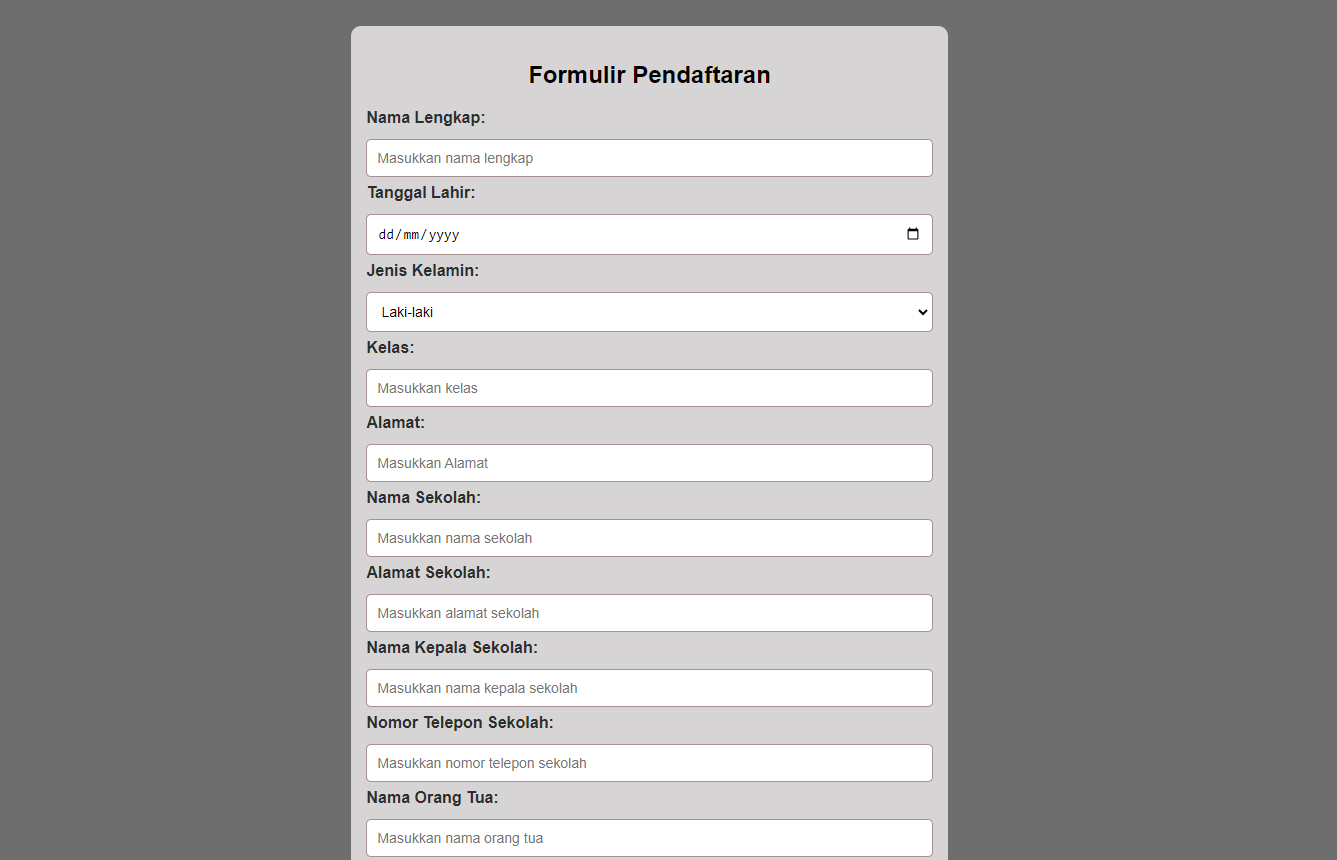 Formulir Pendaftaran
Nama Lengkap:
Masukkan nama lengkap
Tanggal Lahir:
dd/mm/yyyy
Jenis Kelamin:
Laki-laki
Kelas:
Masukkan kelas
Alamat:
Masukkan Alamat
Nama Sekolah:
Masukkan nama sekolah
Alamat Sekolah:
Masukkan alamat sekolah
Nama Kepala Sekolah:
Masukkan nama kepala sekolah
Nomor Telepon Sekolah:
Masukkan nomor telepon sekolah
Nama Orang Tua:
Masukkan nama orang tua